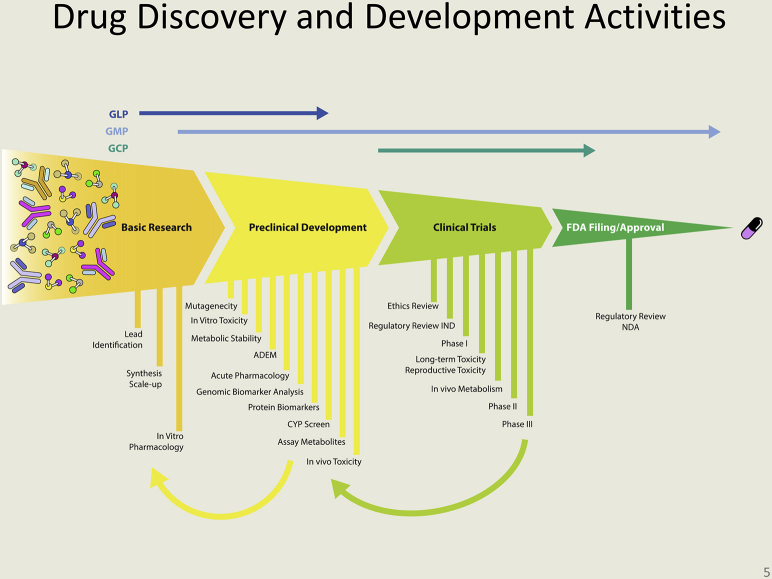 Drug Discovery and Development Activities
GLP
GMP
GCP
Basic Research
Preclinical Development
Clinical Trials
FDA Filing/Approval
Lead
Identification
Synthesis
Scale-up
In Vitro
Pharmacology
Mutagenecity
In Vitro Toxicity
Metabolic Stability
ADEM
Acute Pharmacology
Genomic Biomarker Analysis
Protein Biomarkers
CYP Screen
Assay Metabolites
In vivo Toxicity
Ethics Review
Regulatory Review IND
Phase I
Long-term Toxicity
Reproductive Toxicity
In vivo Metabolism
Phase II
Phase III
Regulatory Review
NDA
5